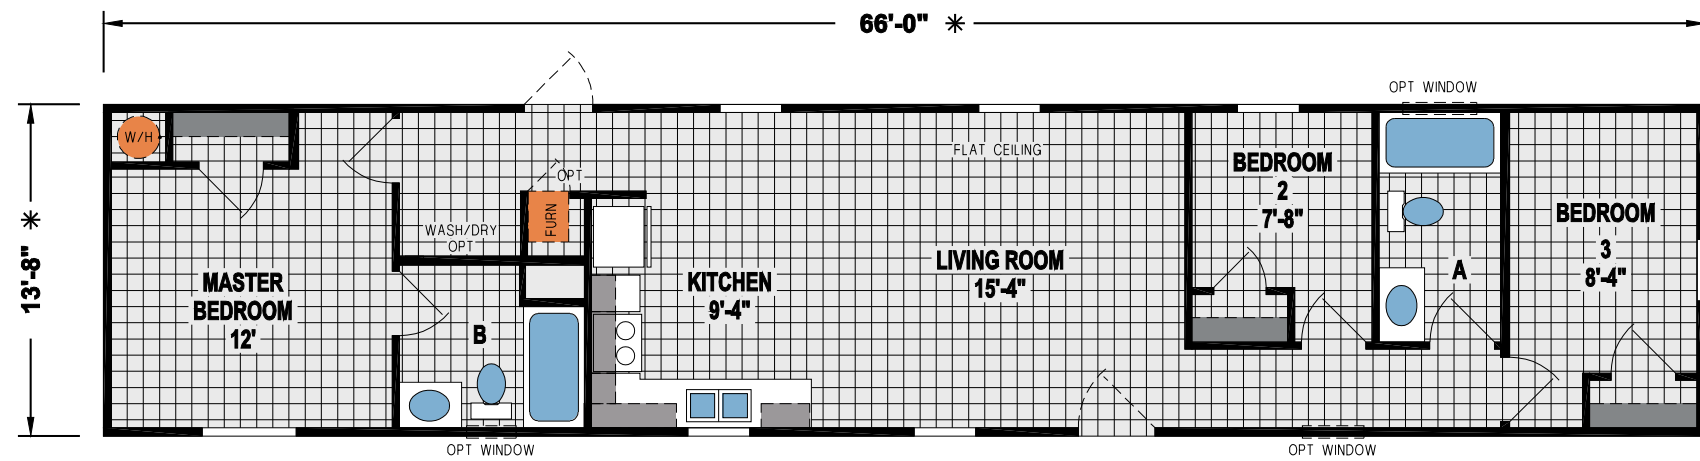 66'-0" ✳
OPT WINDOW
W/H
FLAT CEILING
OPT
BEDROOM
2
7'-8"
BEDROOM
3
8'-4"
FURN
WASH/DRY
OPT
13'-8" ✳
MASTER
BEDROOM
12'
KITCHEN
9'-4"
LIVING ROOM
15'-4"
A
B
OPT WINDOW
OPT WINDOW